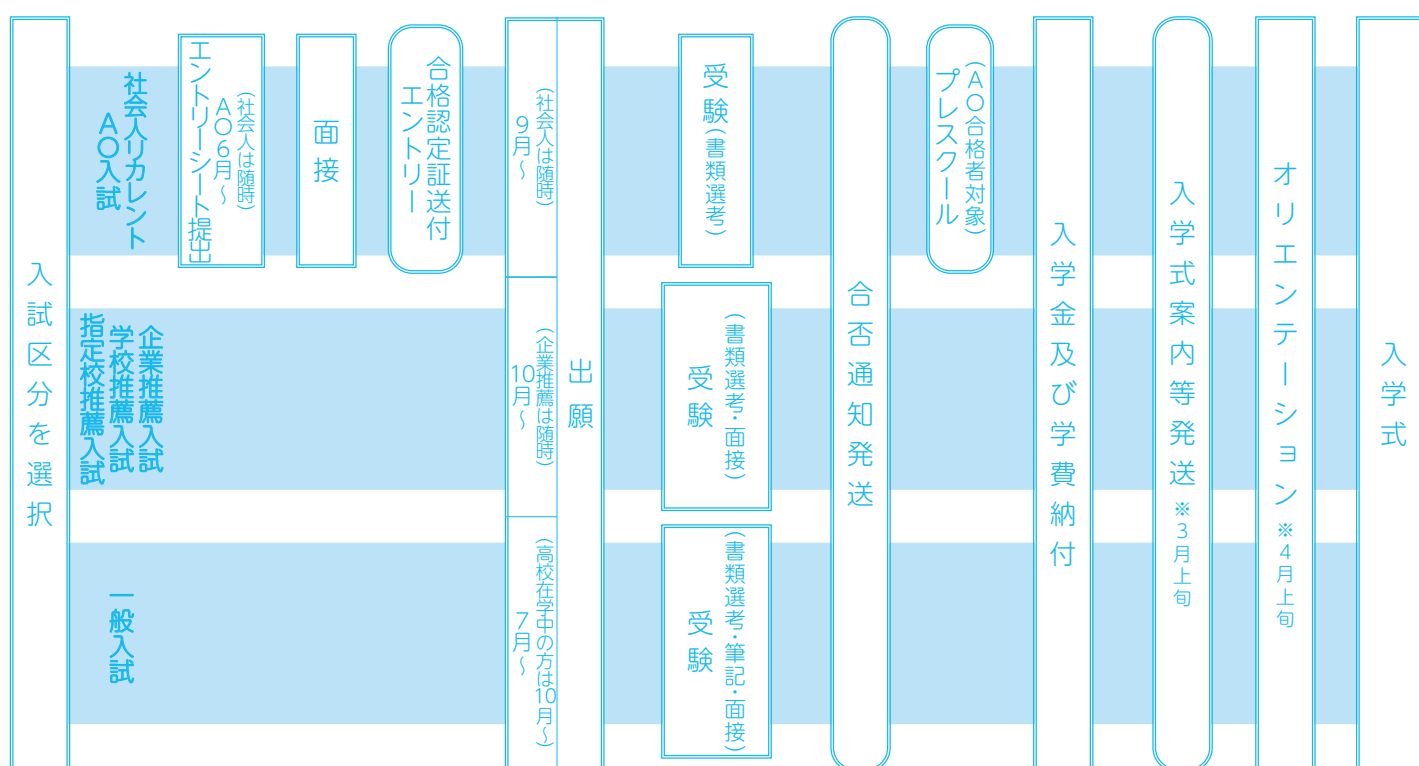 入試区分を選択
社会人リカレント
AO入試
エントリーシート提出
AO6月~
(社会人は随時)
面接
合格認定証送付
エントリー
9月~
(社会人は随時)
受験(書類選考)
プレスクール
(AO合格者対象)
企業推薦入試
学校推薦入試
指定校推薦入試
10月~
(企業推薦は随時)
出願
受験
(書類選考・面接)
一般入試
7月~
(高校在学中の方は10月~)
受験
(書類選考・筆記・面接)
合否通知発送
入学金及び学費納付
入学式案内等発送※3月上旬
オリエンテーション※4月上旬
入学式